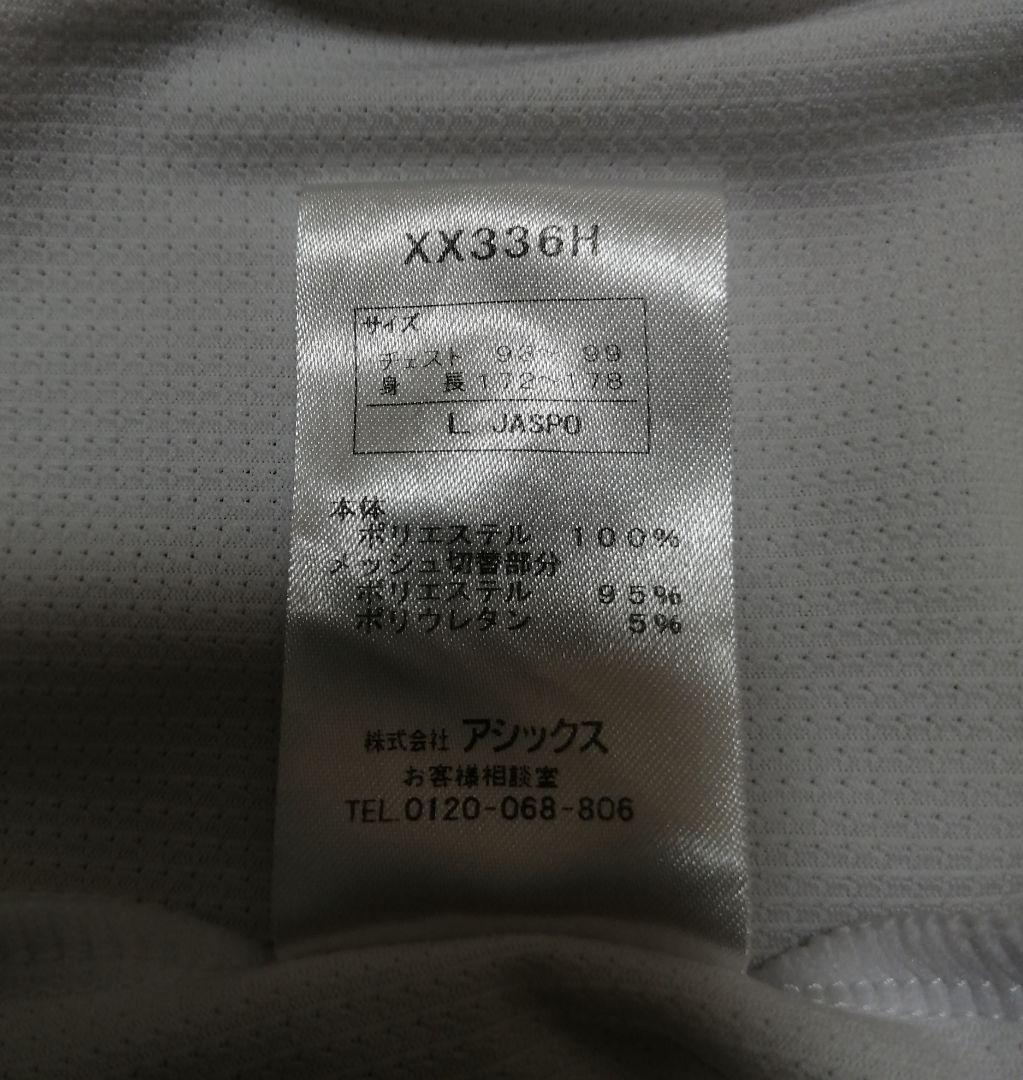 XX336H
サイズ
チェスト 93～ 99
身 長 172～178
L JASPO
本体
ポリエステル 100%
メッシュ切替部分
ポリエステル 95%
ポリウレタン 5%
株式会社 アシックス
お客様相談室
TEL.0120-068-806